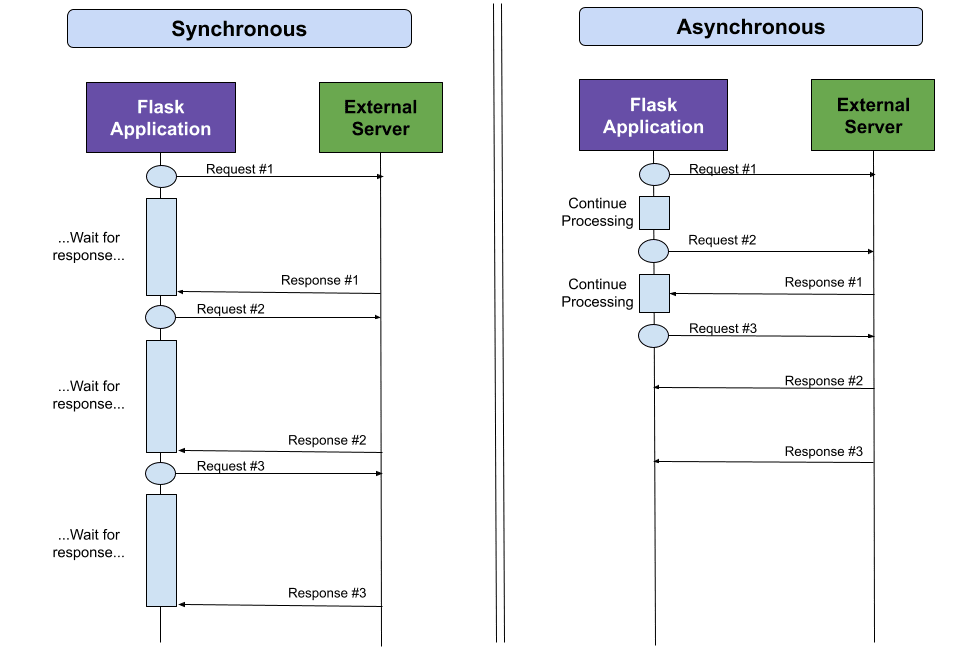 Synchronous
Flask
Application
External
Server
Request #1
...Wait for
response...
Response #1
Request #2
...Wait for
response...
Response #2
Request #3
...Wait for
response...
Response #3
Asynchronous
Flask
Application
External
Server
Request #1
Continue
Processing
Request #2
Continue
Processing
Response #1
Request #3
Response #2
Response #3